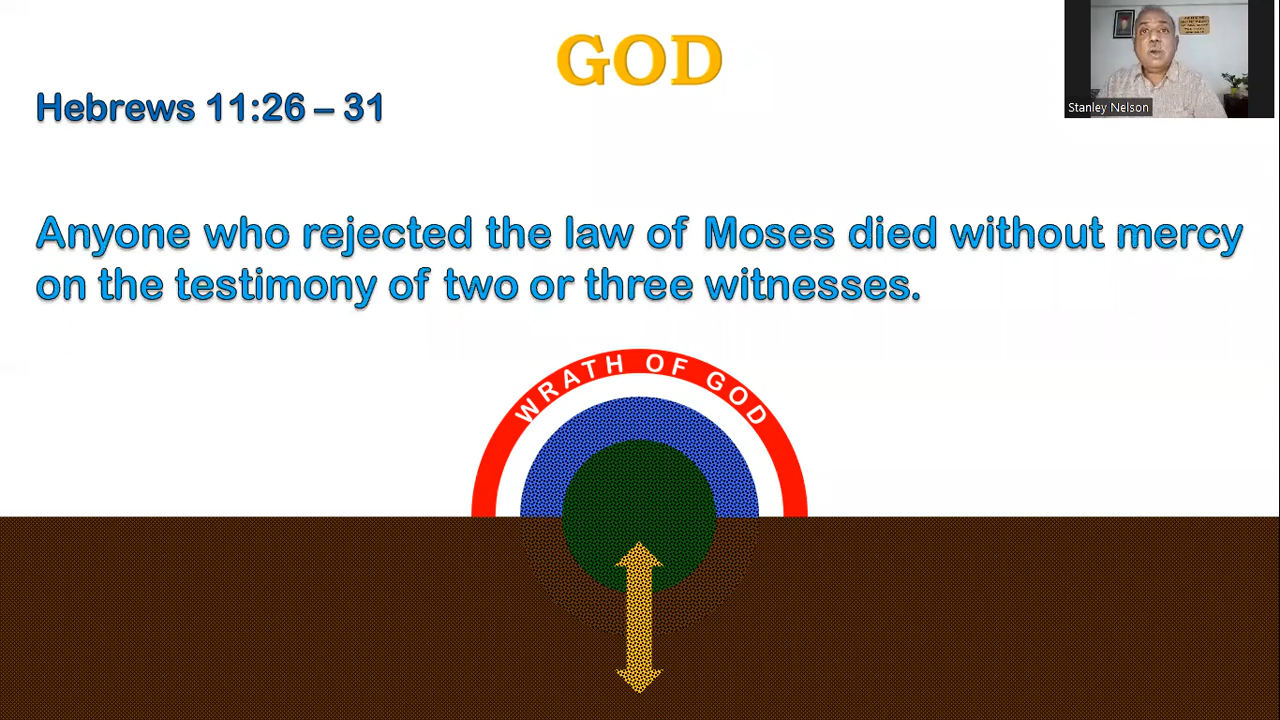 GOD
Stanley Nelson
Hebrews 11:26 – 31
Anyone who rejected the law of Moses died without mercy
on the testimony of two or three witnesses.
WRATH OF GOD